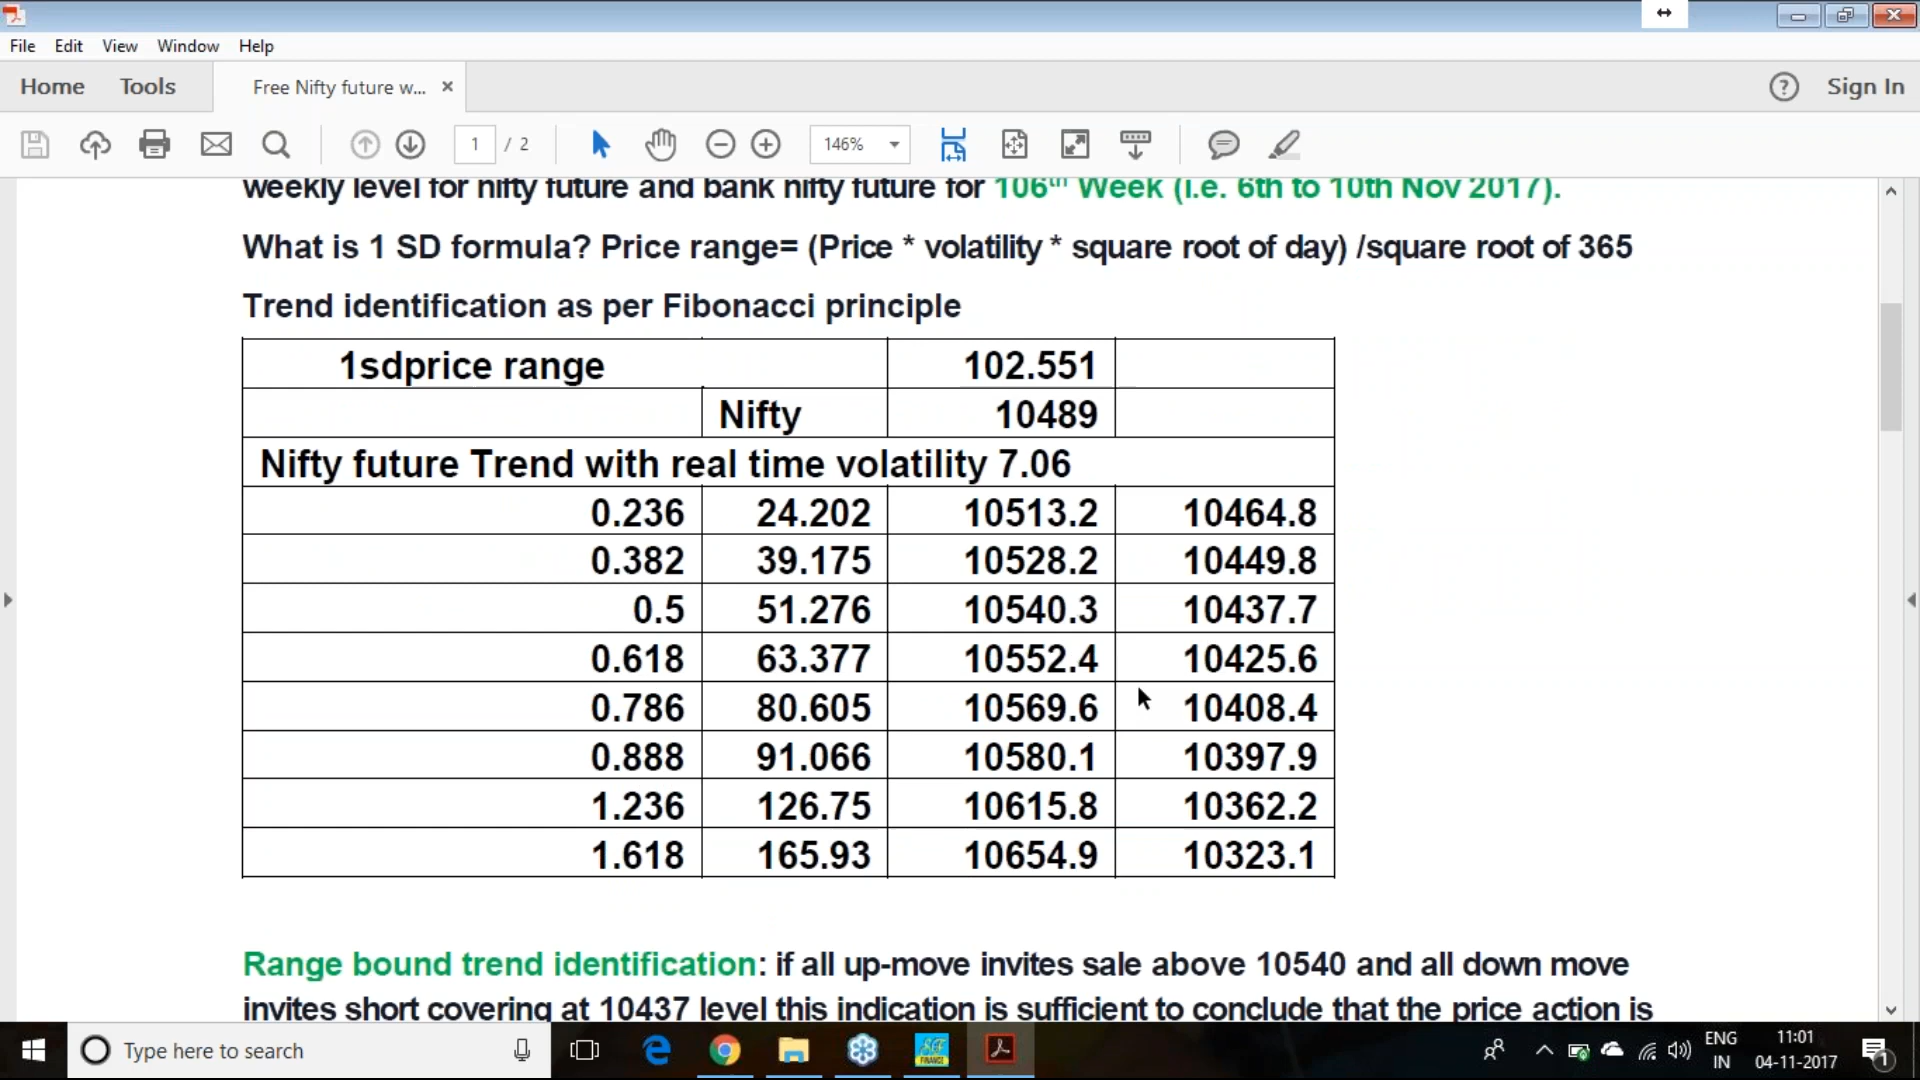 File Edit View Window Help
Home Tools Free Nifty future w... Sign In
1 / 2 146%
weekly level for nifty future and bank nifty future for 106th Week (i.e. 6th to 10th Nov 2017).
What is 1 SD formula? Price range= (Price * volatility * square root of day) /square root of 365
Trend identification as per Fibonacci principle
1sdprice range 102.551
Nifty 10489
Nifty future Trend with real time volatility 7.06
0.236 24.202 10513.2 10464.8
0.382 39.175 10528.2 10449.8
0.5 51.276 10540.3 10437.7
0.618 63.377 10552.4 10425.6
0.786 80.605 10569.6 10408.4
0.888 91.066 10580.1 10397.9
1.236 126.75 10615.8 10362.2
1.618 165.93 10654.9 10323.1
Range bound trend identification: if all up-move invites sale above 10540 and all down move
invites short covering at 10437 level this indication is sufficient to conclude that the price action is
Type here to search
FINANCE
ENG
IN
11:01
04-11-2017
1